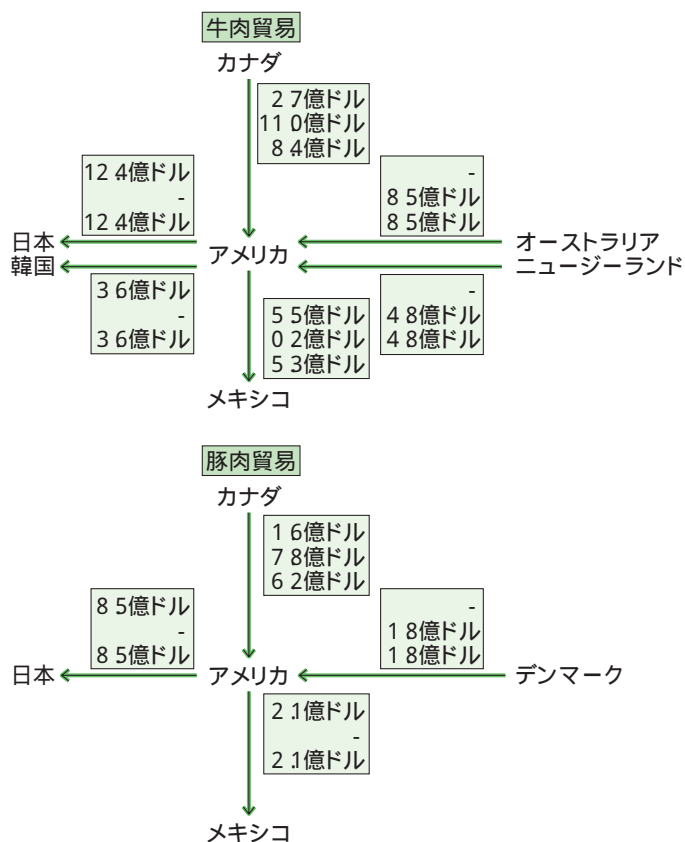 牛肉貿易
カナダ
2 7億ドル
11 0億ドル
8 4億ドル
12 4億ドル
-
12 4億ドル
-
8 5億ドル
8 5億ドル
日本
韓国
アメリカ
オーストラリア
ニュージーランド
3 6億ドル
-
3 6億ドル
5 5億ドル
0 2億ドル
5 3億ドル
-
4 8億ドル
4 8億ドル
メキシコ
豚肉貿易
カナダ
1 6億ドル
7 8億ドル
6 2億ドル
8 5億ドル
-
8 5億ドル
-
1 8億ドル
1 8億ドル
日本
アメリカ
デンマーク
2.1億ドル
-
2.1億ドル
メキシコ